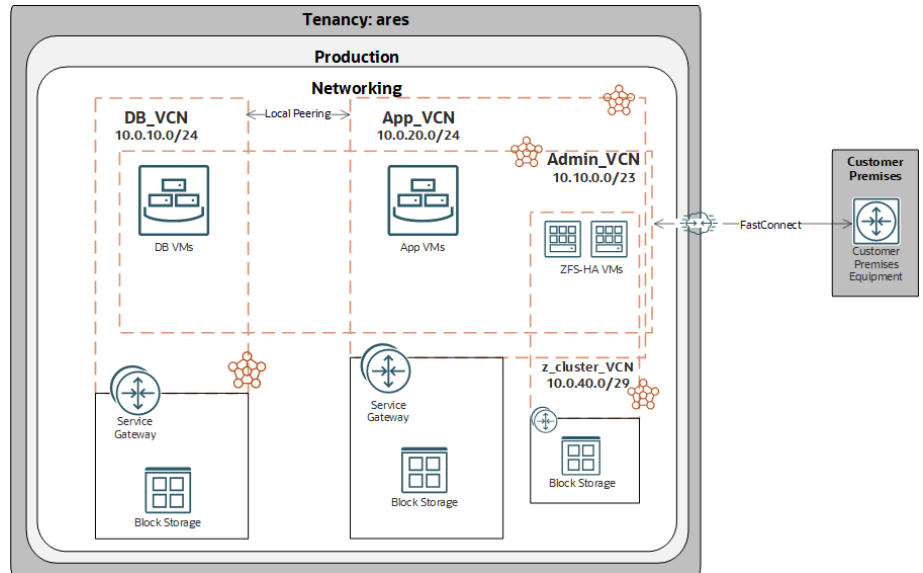 Tenancy: ares
Production
Networking
DB_VCN
10.0.10.0/24
Local Peering
App_VCN
10.0.20.0/24
Admin_VCN
10.10.0.0/23
DB VMs
App VMs
ZFS-HA VMs
FastConnect
Customer
Premises
Customer
Premises
Equipment
z_cluster_VCN
10.0.40.0/29
Service
Gateway
Service
Gateway
Block Storage
Block Storage
Block Storage